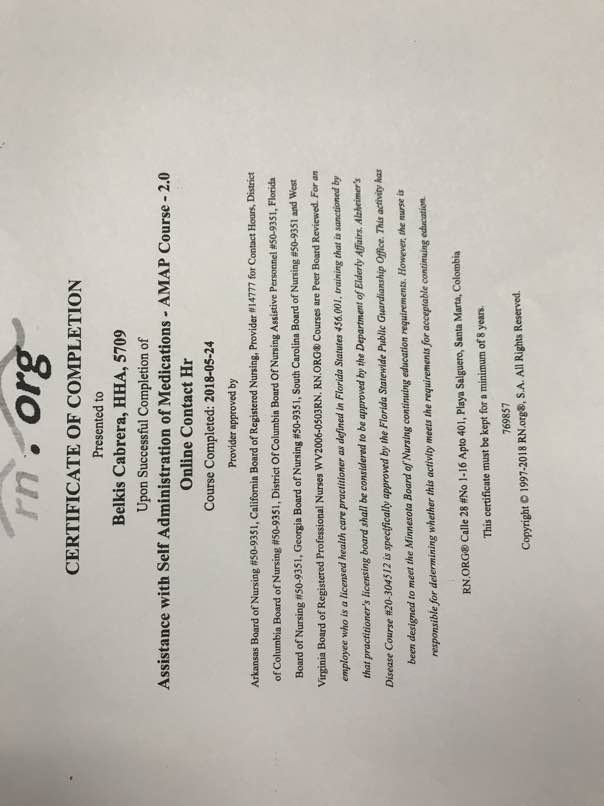 rn.org
CERTIFICATE OF COMPLETION
Presented to
Belkis Cabrera, HHA, 5709
Upon Successful Completion of
Assistance with Self Administration of Medications - AMAP Course - 2.0
Online Contact Hr
Course Completed: 2018-05-24
Provider approved by
Arkansas Board of Nursing #50-9351, California Board of Registered Nursing, Provider #14777 for Contact Hours, District
of Columbia Board of Nursing #50-9351, District Of Columbia Board Of Nursing Assistive Personnel #50-9351, Florida
Board of Nursing #50-9351, Georgia Board of Nursing #50-9351, South Carolina Board of Nursing #50-9351 and West
Virginia Board of Registered Professional Nurses WV2006-0503RN. RN.ORG® Courses are Peer Board Reviewed. For an
employee who is a licensed health care practitioner as defined in Florida Statutes 456.001, training that is sanctioned by
that practitioner's licensing board shall be considered to be approved by the Department of Elderly Affairs. Alzheimer's
Disease Course #20-304512 is specifically approved by the Florida Statewide Public Guardianship Office. This activity has
been designed to meet the Minnesota Board of Nursing continuing education requirements. However, the nurse is
responsible for determining whether this activity meets the requirements for acceptable continuing education.
RN.ORG® Calle 28 #No 1-16 Apto 401, Playa Salguero, Santa Marta, Colombia
This certificate must be kept for a minimum of 8 years.
769857
Copyright © 1997-2018 RN.org®, S.A. All Rights Reserved.